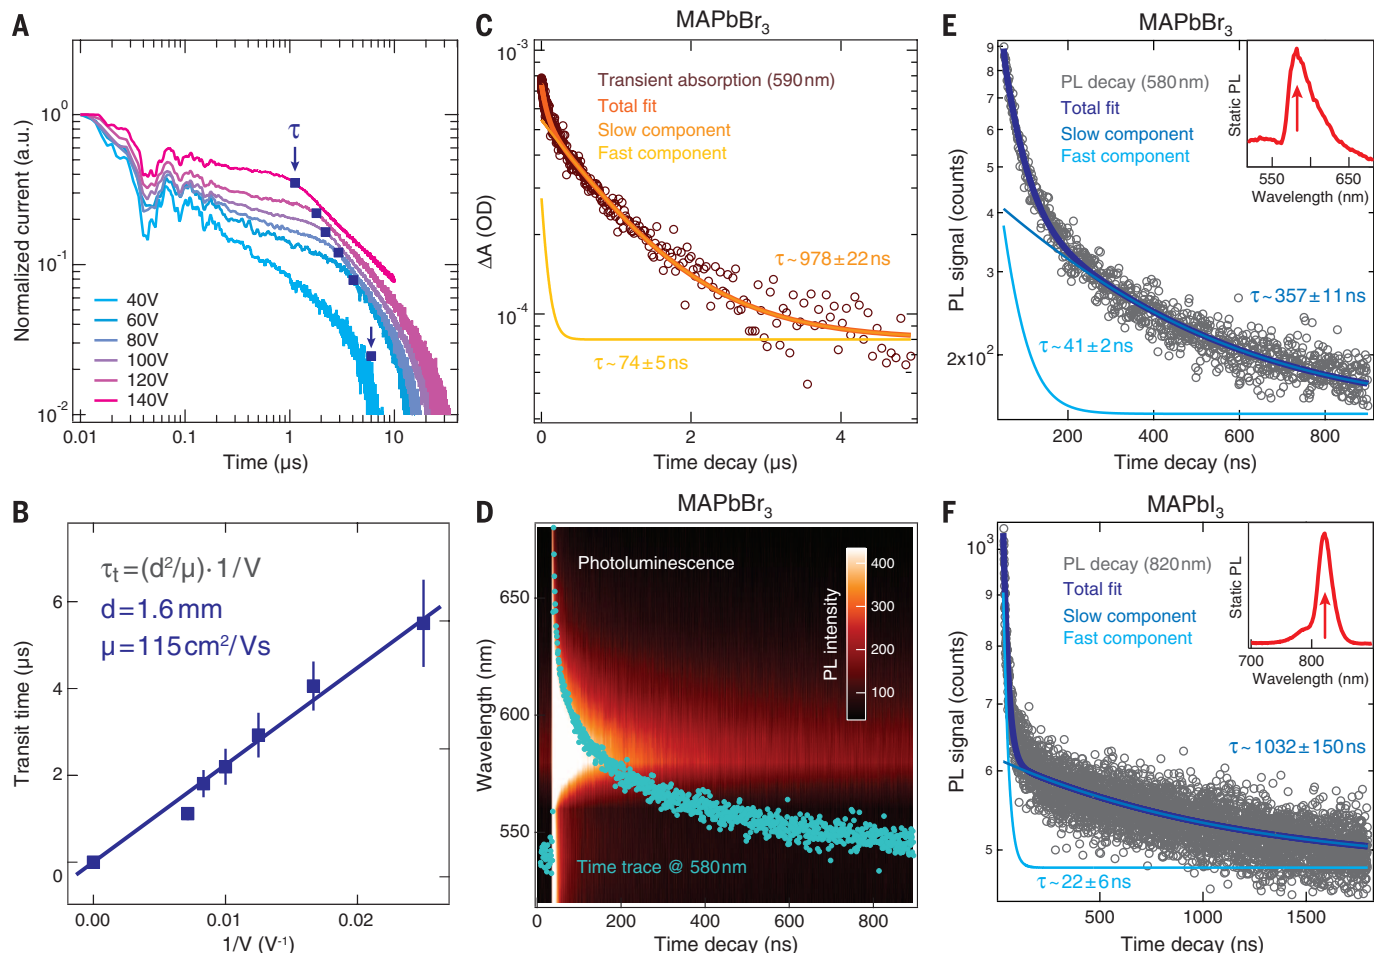 A
Normalized current (a.u.)
10⁰
10⁻¹
10⁻²
τ
40V
60V
80V
100V
120V
140V
0.01
0.1
1
10
Time (µs)
B
Transit time (µs)
6
4
2
0
τt=(d²/µ)·1/V
d=1.6mm
µ=115cm²/Vs
0.00
0.01
0.02
1/V (V⁻¹)
C
MAPbBr₃
ΔA (OD)
10⁻³
10⁻⁴
Transient absorption (590nm)
Total fit
Slow component
Fast component
τ~978±22ns
τ~74±5ns
0
2
4
Time decay (µs)
D
MAPbBr₃
Wavelength (nm)
650
600
550
Photoluminescence
PL intensity
400
300
200
100
Time trace @ 580nm
0
200
400
600
800
Time decay (ns)
E
MAPbBr₃
PL signal (counts)
9
8
7
6
5
4
3
2x10²
PL decay (580nm)
Total fit
Slow component
Fast component
Static PL
550
650
Wavelength (nm)
τ~357±11ns
τ~41±2ns
200
400
600
800
Time decay (ns)
F
MAPbI₃
PL signal (counts)
10³
9
8
7
6
5
PL decay (820nm)
Total fit
Slow component
Fast component
Static PL
700
800
Wavelength (nm)
τ~1032±150ns
τ~22±6ns
500
1000
1500
Time decay (ns)